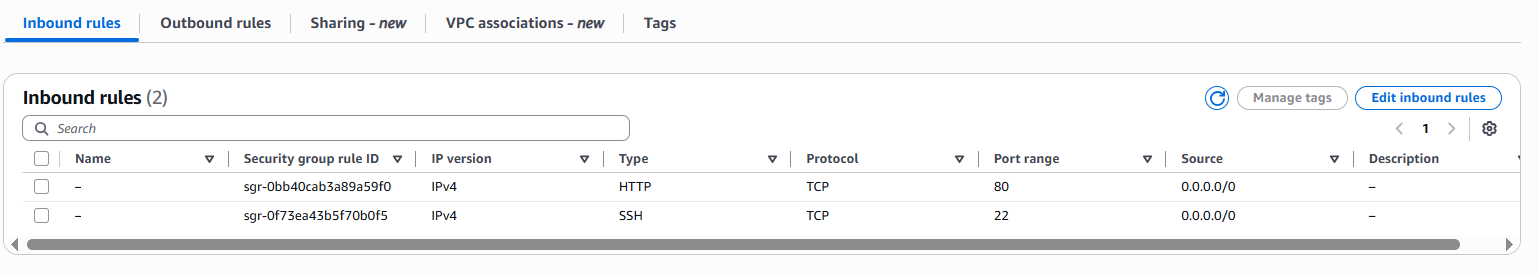 Inbound rules Outbound rules Sharing - new VPC associations - new Tags
Inbound rules (2) Manage tags Edit inbound rules
Search 1
Name Security group rule ID IP version Type Protocol Port range Source Description
– sgr-0bb40cab3a89a59f0 IPv4 HTTP TCP 80 0.0.0.0/0 –
– sgr-0f73ea43b5f70b0f5 IPv4 SSH TCP 22 0.0.0.0/0 –